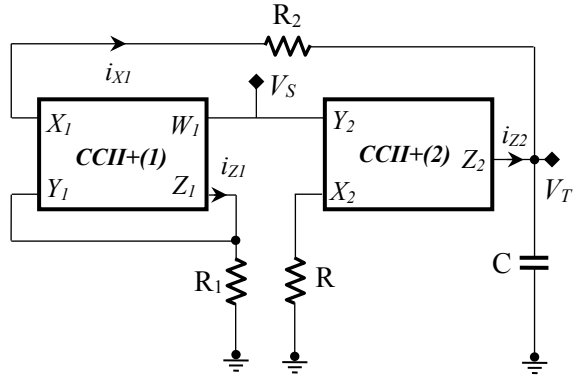 R2
iX1
VS
X1
W1
Y2
CCII+(1)
iZ1
CCII+(2)
iZ2
Y1
Z1
X2
Z2
VT
R1
R
C